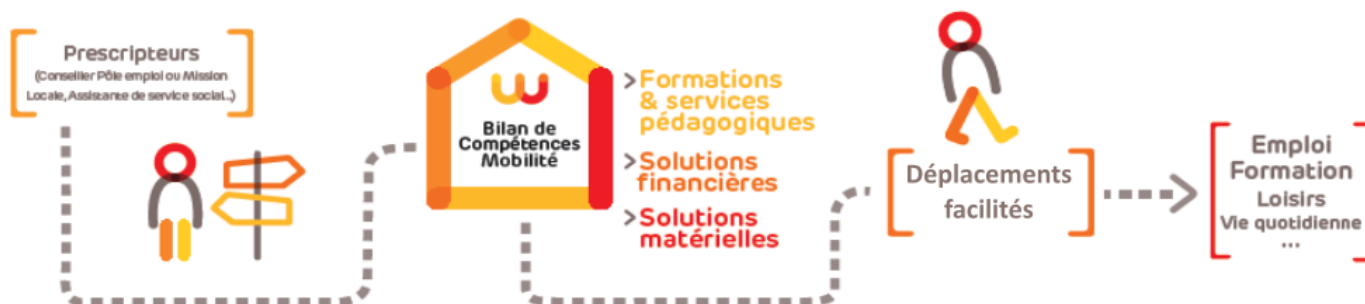 Prescripteurs
(Conseiller Pôle emploi ou Mission
Locale, Assistante de service social...)
Bilan de
Compétences
Mobilité
> Formations
& services
pédagogiques
> Solutions
financières
> Solutions
matérielles
Déplacements
facilités
Emploi
Formation
Loisirs
Vie quotidienne
...